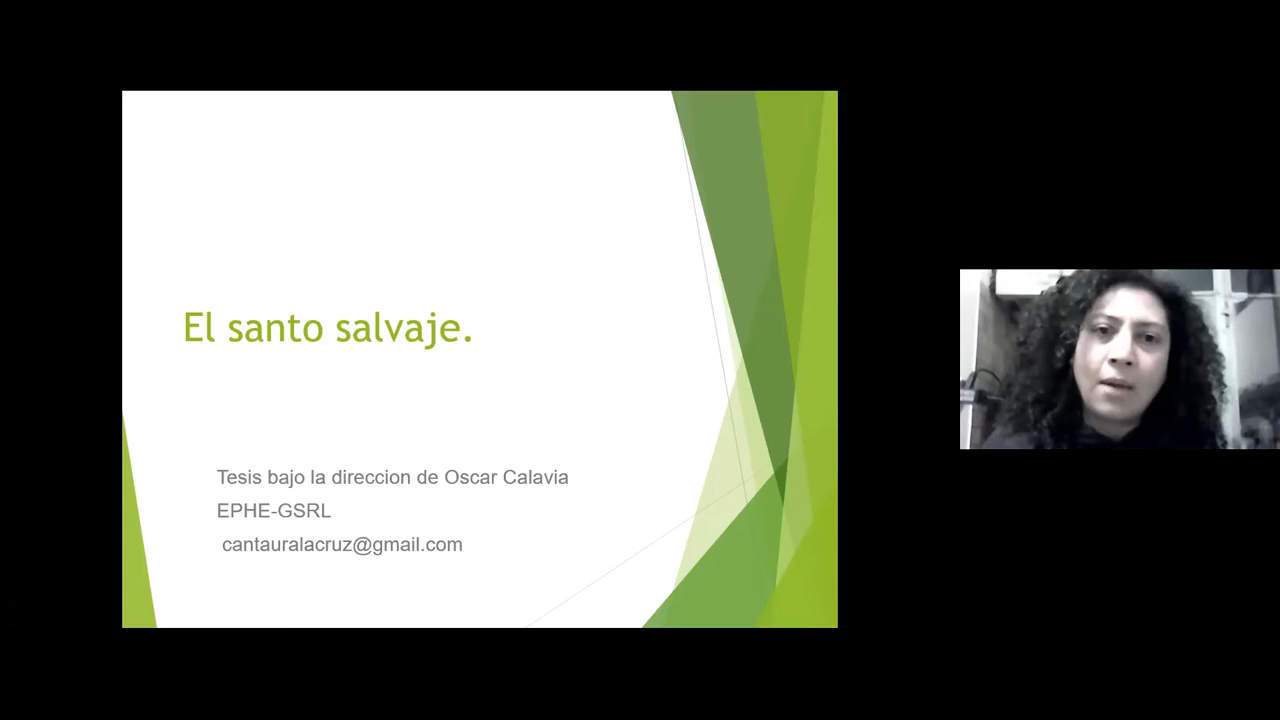 El santo salvaje.
Tesis bajo la direccion de Oscar Calavia
EPHE-GSRL
cantauralacruz@gmail.com